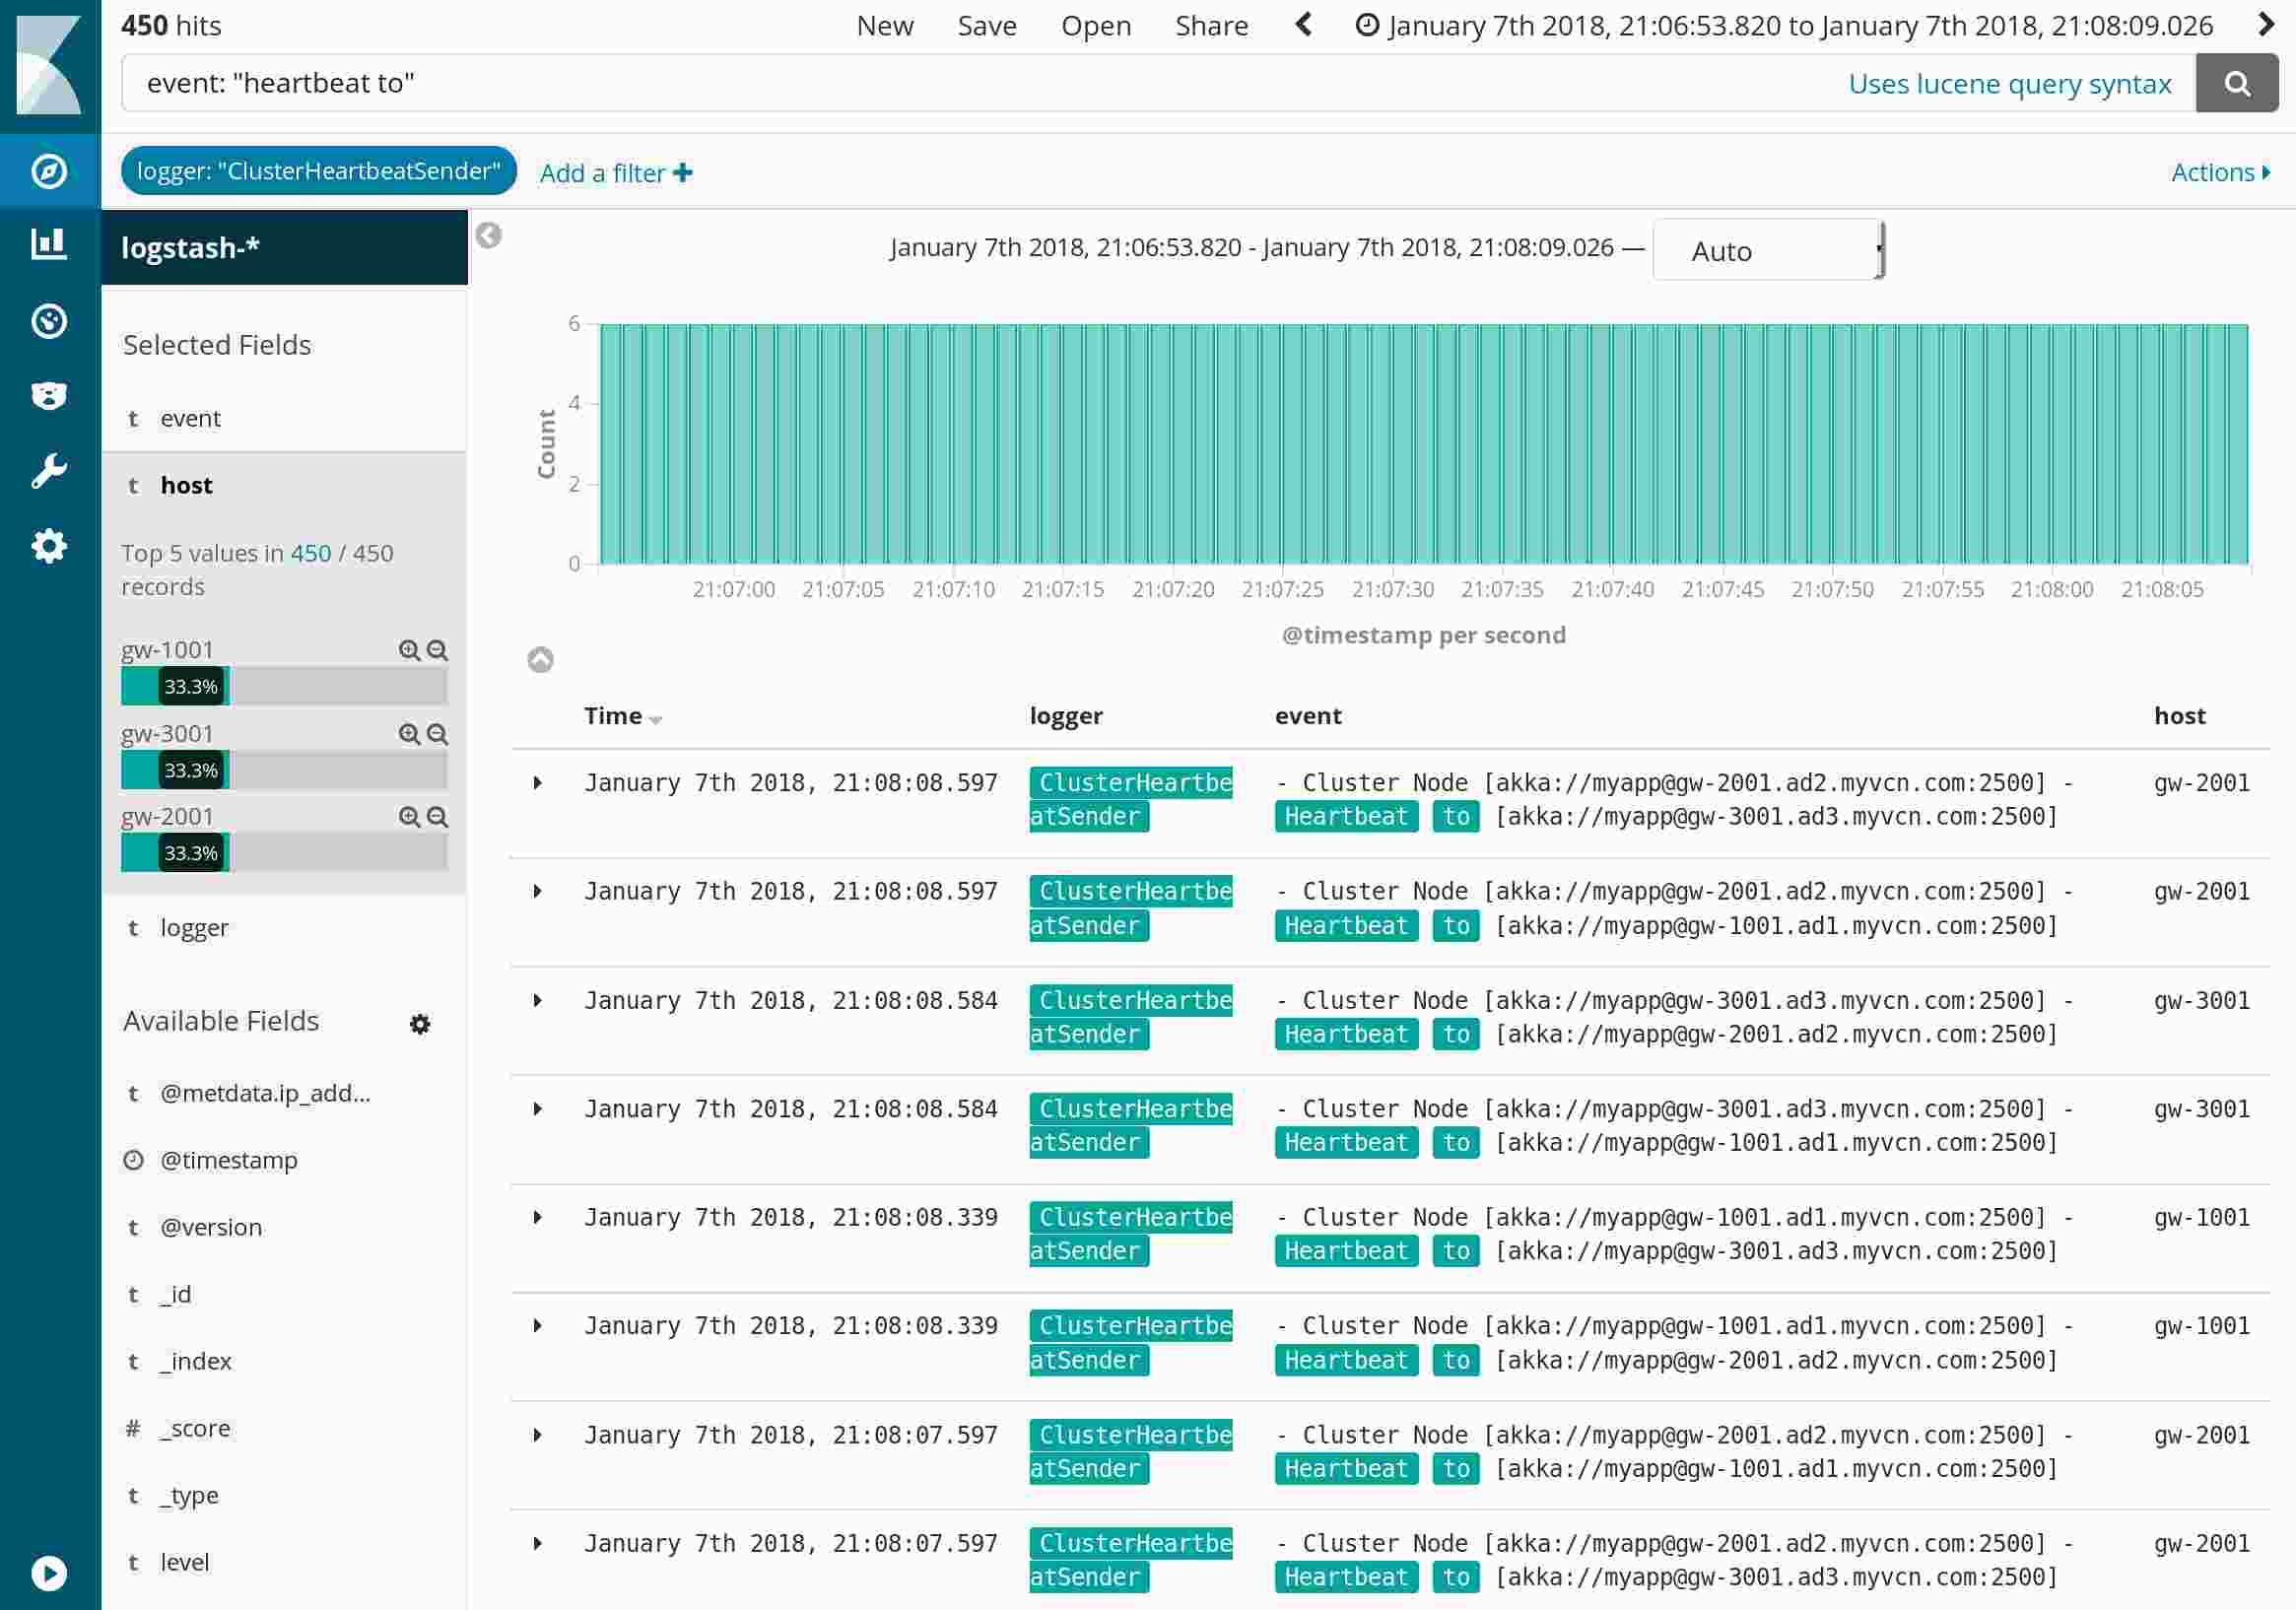 450 hits
New Save Open Share January 7th 2018, 21:06:53.820 to January 7th 2018, 21:08:09.026
event: "heartbeat to"
Uses lucene query syntax
logger: "ClusterHeartbeatSender" Add a filter
Actions
logstash-*
January 7th 2018, 21:06:53.820 - January 7th 2018, 21:08:09.026 — Auto
Selected Fields
t event
t host
Top 5 values in 450 / 450
records
gw-1001
33.3%
gw-3001
33.3%
gw-2001
33.3%
t logger
Available Fields
t @metdata.ip_add...
@timestamp
t @version
t _id
t _index
# _score
t _type
t level
Count
6
4
2
0
21:07:00 21:07:05 21:07:10 21:07:15 21:07:20 21:07:25 21:07:30 21:07:35 21:07:40 21:07:45 21:07:50 21:07:55 21:08:00 21:08:05
@timestamp per second
Time logger event host
January 7th 2018, 21:08:08.597 ClusterHeartbe - Cluster Node [akka://myapp@gw-2001.ad2.myvcn.com:2500] - gw-2001
atSender Heartbeat to [akka://myapp@gw-3001.ad3.myvcn.com:2500]
January 7th 2018, 21:08:08.597 ClusterHeartbe - Cluster Node [akka://myapp@gw-2001.ad2.myvcn.com:2500] - gw-2001
atSender Heartbeat to [akka://myapp@gw-1001.ad1.myvcn.com:2500]
January 7th 2018, 21:08:08.584 ClusterHeartbe - Cluster Node [akka://myapp@gw-3001.ad3.myvcn.com:2500] - gw-3001
atSender Heartbeat to [akka://myapp@gw-2001.ad2.myvcn.com:2500]
January 7th 2018, 21:08:08.584 ClusterHeartbe - Cluster Node [akka://myapp@gw-3001.ad3.myvcn.com:2500] - gw-3001
atSender Heartbeat to [akka://myapp@gw-1001.ad1.myvcn.com:2500]
January 7th 2018, 21:08:08.339 ClusterHeartbe - Cluster Node [akka://myapp@gw-1001.ad1.myvcn.com:2500] - gw-1001
atSender Heartbeat to [akka://myapp@gw-3001.ad3.myvcn.com:2500]
January 7th 2018, 21:08:08.339 ClusterHeartbe - Cluster Node [akka://myapp@gw-1001.ad1.myvcn.com:2500] - gw-1001
atSender Heartbeat to [akka://myapp@gw-2001.ad2.myvcn.com:2500]
January 7th 2018, 21:08:07.597 ClusterHeartbe - Cluster Node [akka://myapp@gw-2001.ad2.myvcn.com:2500] - gw-2001
atSender Heartbeat to [akka://myapp@gw-1001.ad1.myvcn.com:2500]
January 7th 2018, 21:08:07.597 ClusterHeartbe - Cluster Node [akka://myapp@gw-2001.ad2.myvcn.com:2500] - gw-2001
atSender Heartbeat to [akka://myapp@gw-3001.ad3.myvcn.com:2500]